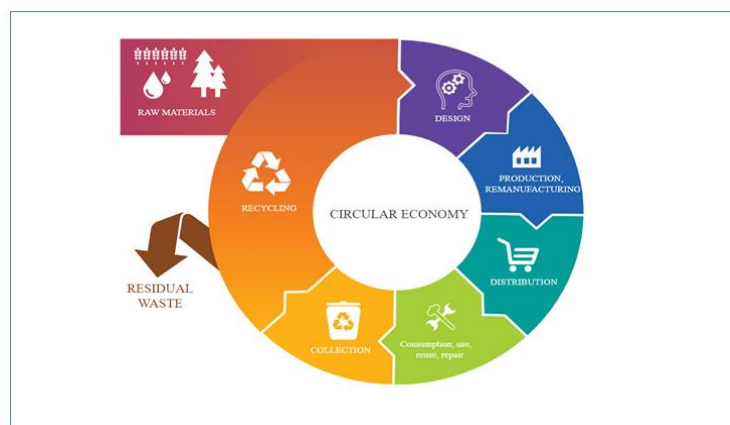 RAW MATERIALS
DESIGN
PRODUCTION,
REMANUFACTURING
RECYCLING
CIRCULAR ECONOMY
DISTRIBUTION
RESIDUAL
WASTE
COLLECTION
Consumption, use,
reuse, repair